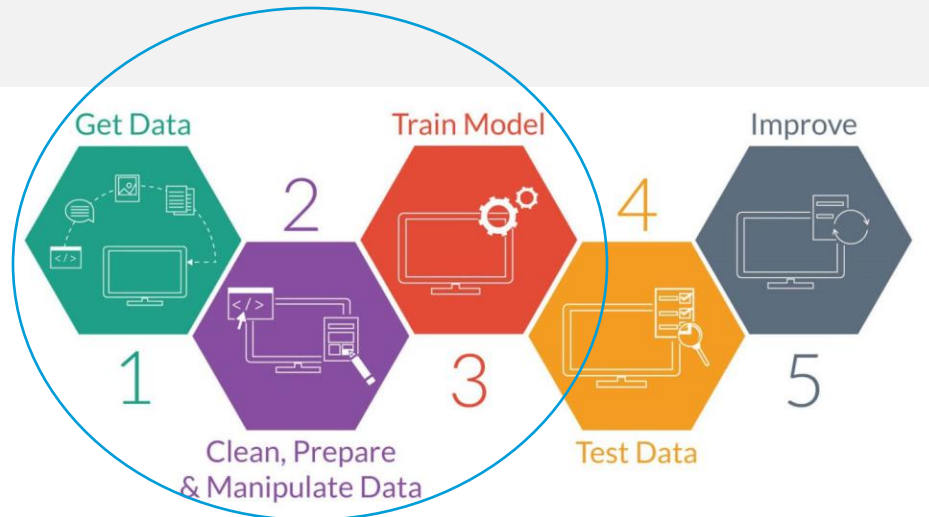 Get Data
1
2
Clean, Prepare
& Manipulate Data
Train Model
3
4
Test Data
Improve
5
</>
</>